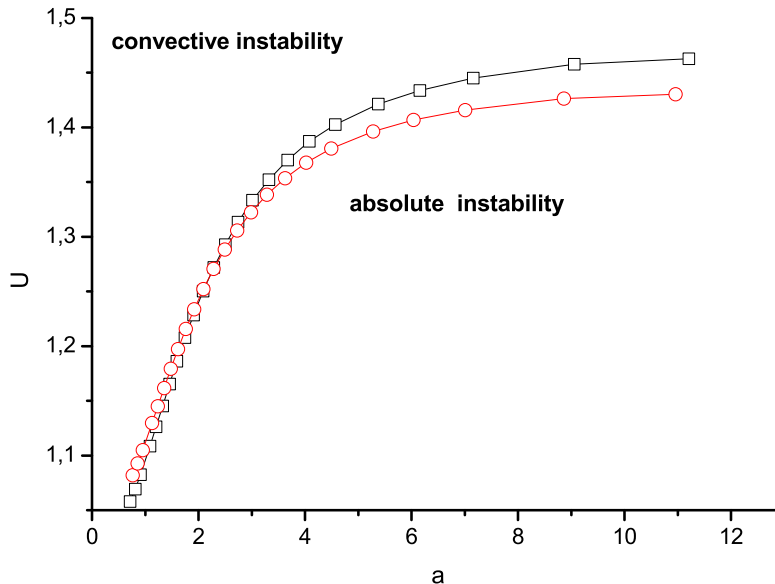 1,5
convective instability
1,4
absolute instability
1,3
U
1,2
1,1
0 2 4 6 8 10 12
a